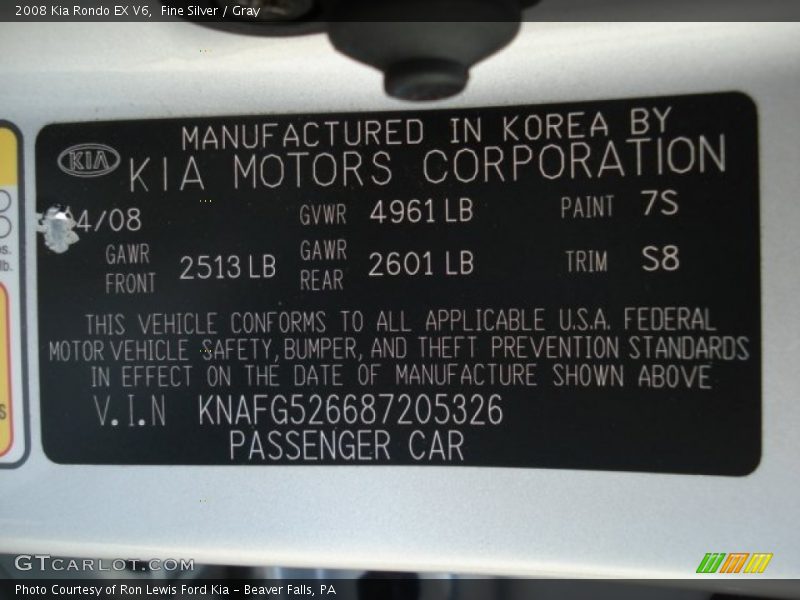 2008 Kia Rondo EX V6,  Fine Silver / Gray
MANUFACTURED IN KOREA BY
KIA KIA MOTORS CORPORATION
4/08 GVWR 4961 LB PAINT 7S
GAWR FRONT 2513 LB GAWR REAR 2601 LB TRIM S8
THIS VEHICLE CONFORMS TO ALL APPLICABLE U.S.A. FEDERAL
MOTOR VEHICLE SAFETY, BUMPER, AND THEFT PREVENTION STANDARDS
IN EFFECT ON THE DATE OF MANUFACTURE SHOWN ABOVE
V.I.N KNAFG526687205326
PASSENGER CAR
lb.
GTCARLOT.COM
Photo Courtesy of Ron Lewis Ford Kia - Beaver Falls, PA